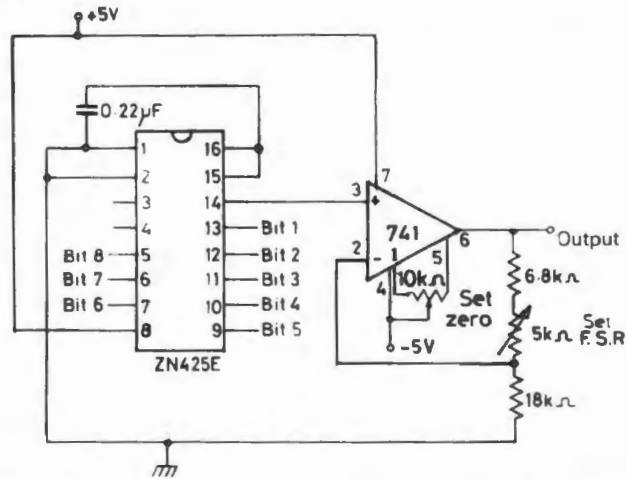 +5V
0.22µF
1 16
2 15
3 14
4 13 Bit 1
Bit 8 5 12 Bit 2
Bit 7 6 11 Bit 3
Bit 6 7 10 Bit 4
8 9 Bit 5
ZN425E
3 + 7
741 6 Output
2 - 1 5
4 10kΩ
Set
zero
-5V
6.8kΩ
5kΩ Set
F.S.R
18kΩ